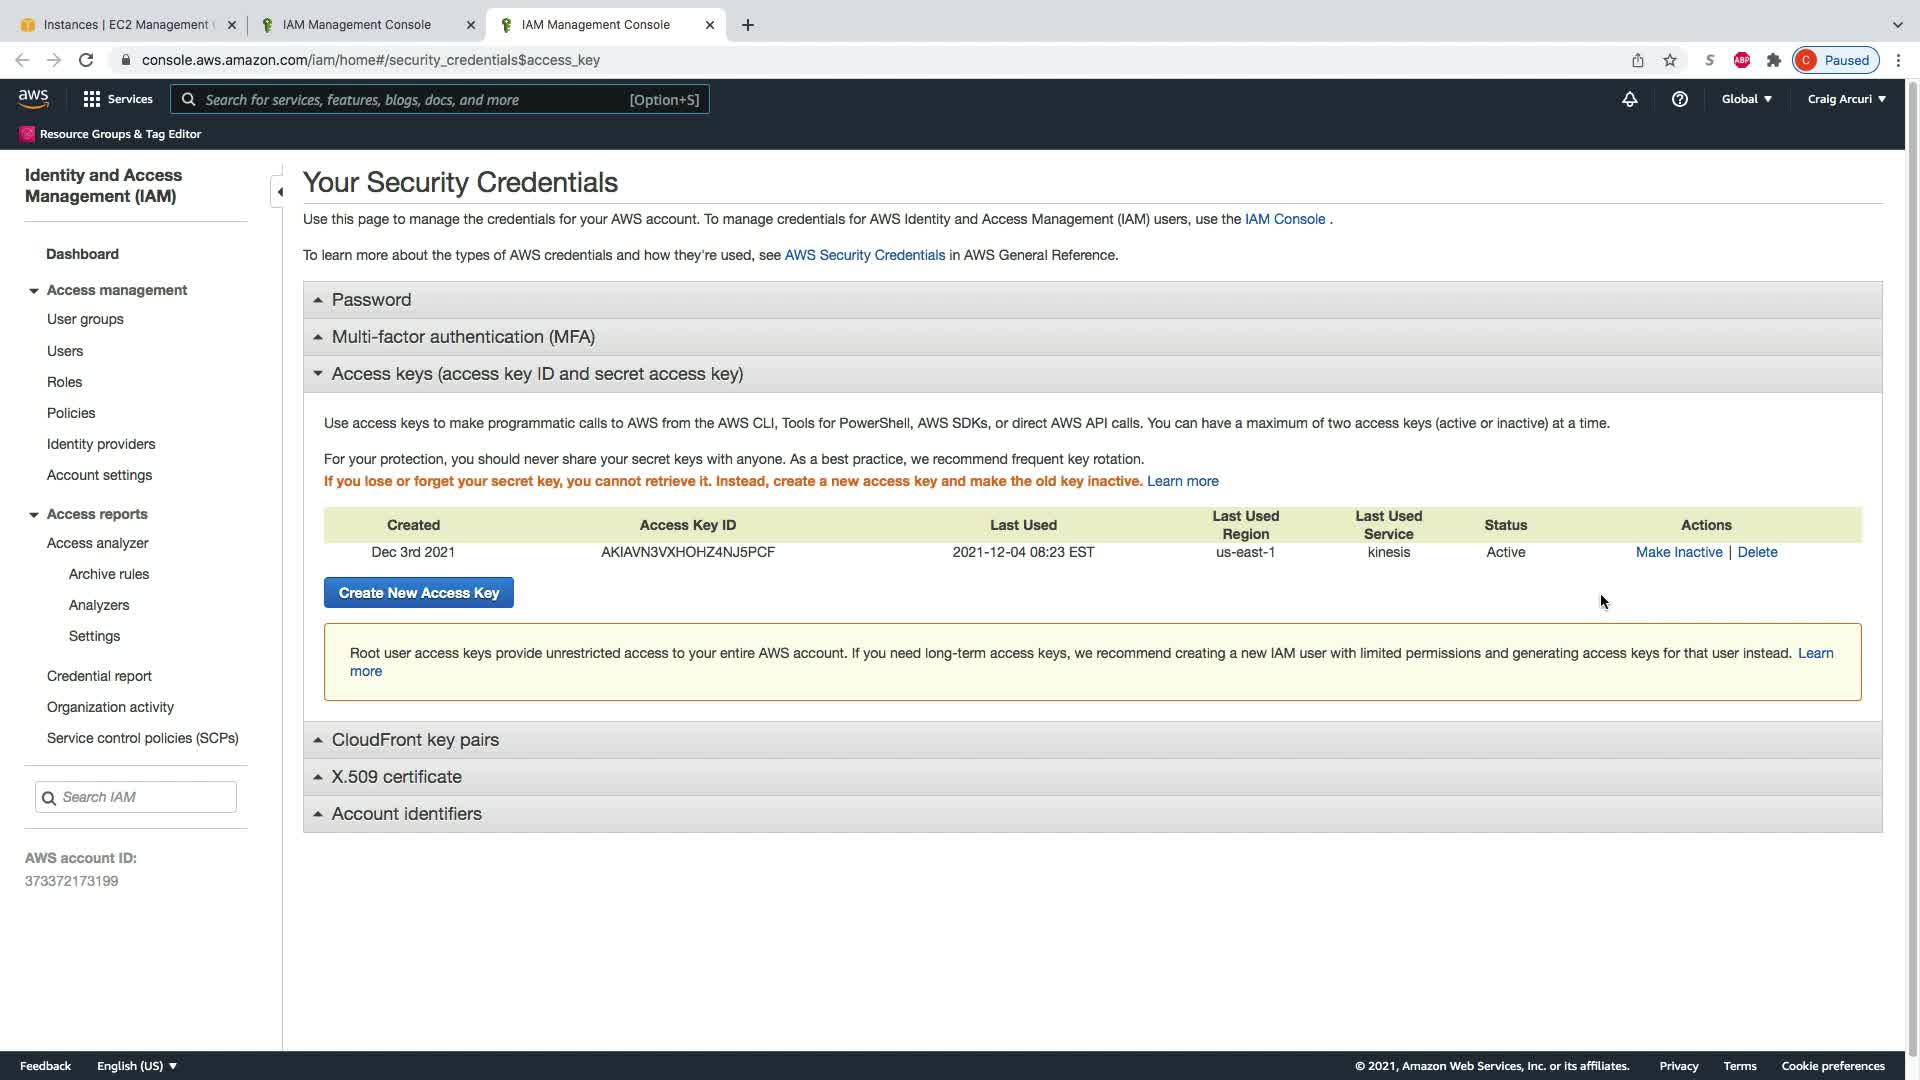 Instances | EC2 Management
IAM Management Console
IAM Management Console
console.aws.amazon.com/iam/home#/security_credentials$access_key
S
ABP
C
Paused
aws
Services
Search for services, features, blogs, docs, and more
[Option+S]
Global
Craig Arcuri
Resource Groups & Tag Editor
Identity and Access
Management (IAM)
Dashboard
Access management
User groups
Users
Roles
Policies
Identity providers
Account settings
Access reports
Access analyzer
Archive rules
Analyzers
Settings
Credential report
Organization activity
Service control policies (SCPs)
Search IAM
AWS account ID:
373372173199
Your Security Credentials
Use this page to manage the credentials for your AWS account. To manage credentials for AWS Identity and Access Management (IAM) users, use the IAM Console .
To learn more about the types of AWS credentials and how they're used, see AWS Security Credentials in AWS General Reference.
Password
Multi-factor authentication (MFA)
Access keys (access key ID and secret access key)
Use access keys to make programmatic calls to AWS from the AWS CLI, Tools for PowerShell, AWS SDKs, or direct AWS API calls. You can have a maximum of two access keys (active or inactive) at a time.
For your protection, you should never share your secret keys with anyone. As a best practice, we recommend frequent key rotation.
If you lose or forget your secret key, you cannot retrieve it. Instead, create a new access key and make the old key inactive. Learn more
Created
Access Key ID
Last Used
Last Used
Region
Last Used
Service
Status
Actions
Dec 3rd 2021
AKIAVN3VXHOHZ4NJ5PCF
2021-12-04 08:23 EST
us-east-1
kinesis
Active
Make Inactive | Delete
Create New Access Key
Root user access keys provide unrestricted access to your entire AWS account. If you need long-term access keys, we recommend creating a new IAM user with limited permissions and generating access keys for that user instead. Learn
more
CloudFront key pairs
X.509 certificate
Account identifiers
Feedback
English (US)
© 2021, Amazon Web Services, Inc. or its affiliates.
Privacy
Terms
Cookie preferences